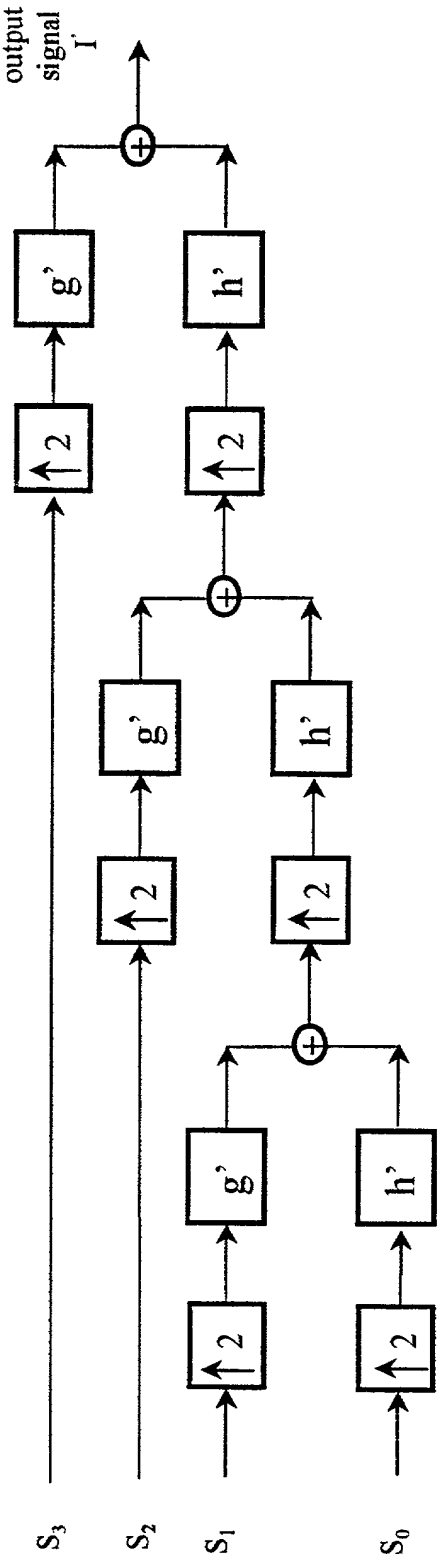 output
signal
I'
S₃
↑2
g'
+
S₂
↑2
g'
+
↑2
h'
S₁
↑2
g'
+
↑2
h'
S₀
↑2
h'